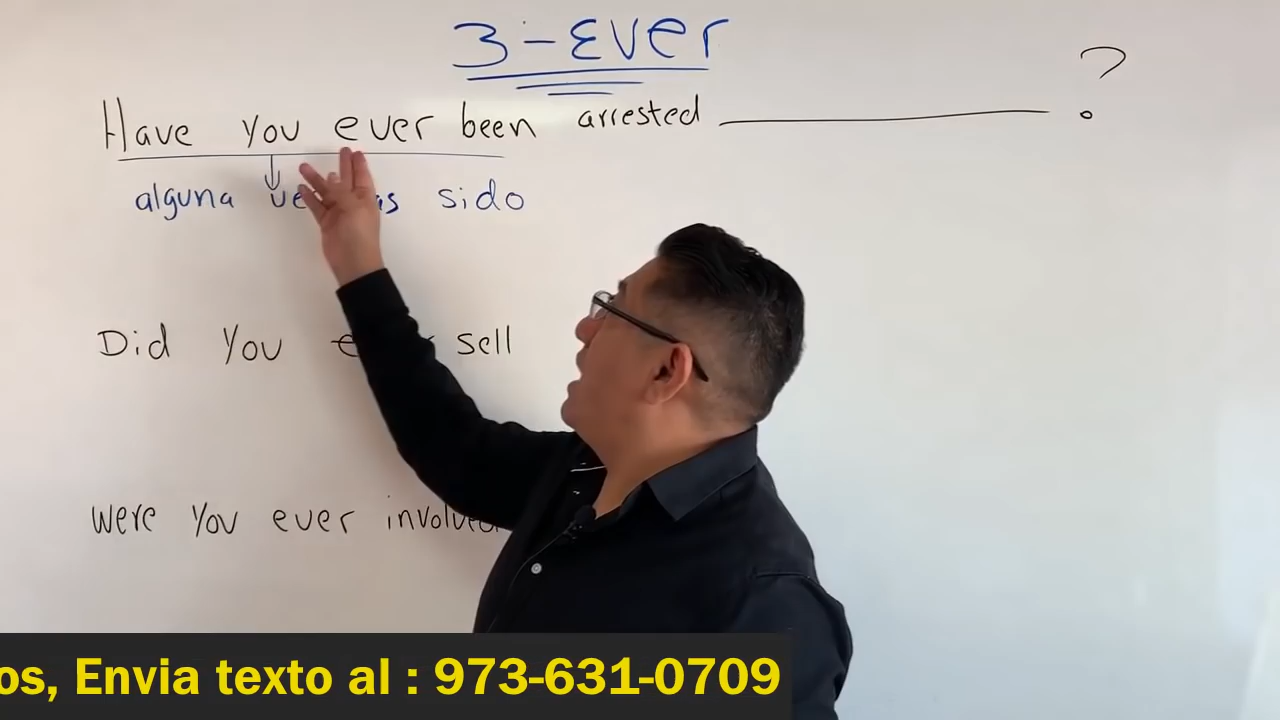 3-Ever
Have you ever been arrested ?
alguna sido
Did You sell
Were You ever involved
os, Envia texto al : 973-631-0709